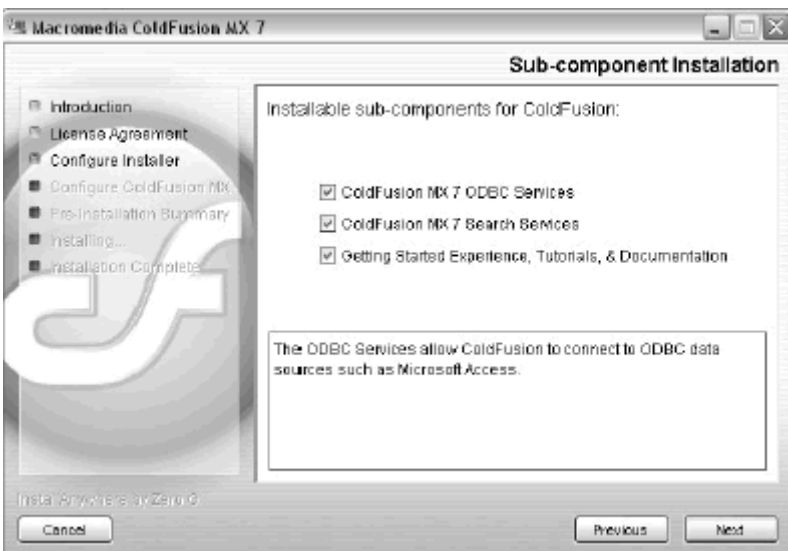 Macromedia ColdFusion MX 7
Sub-component Installation
Introduction
License Agreement
Configure Installer
Configure ColdFusion MX
Pre-Installation Summary
Installing...
Installation Complete
Installable sub-components for ColdFusion:
ColdFusion MX 7 ODBC Services
ColdFusion MX 7 Search Services
Getting Started Experience, Tutorials, & Documentation
The ODBC Services allow ColdFusion to connect to ODBC data
sources such as Microsoft Access.
InstallAnywhere by Zero G
Cancel
Previous
Next